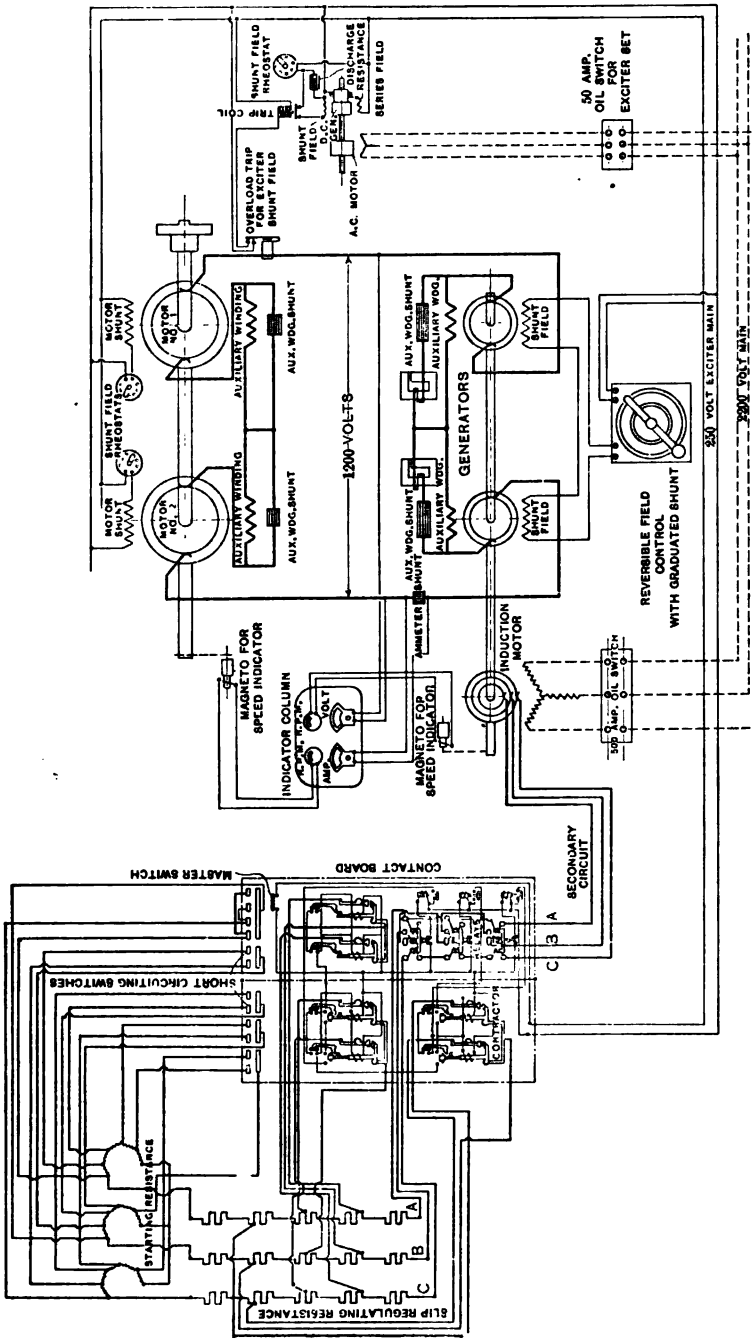 SHUNT FIELD
RHEOSTAT
TRIP COIL
DISCHARGE
RESISTANCE
SERIES FIELD
SHUNT
FIELD
D.C.
GEN.
A.C. MOTOR
50 AMP.
OIL SWITCH
FOR
EXCITER SET
OVERLOAD TRIP
FOR EXCITER
SHUNT FIELD
MOTOR
SHUNT
SHUNT FIELD
RHEOSTATS
MOTOR
SHUNT
MOTOR
NO. 1
MOTOR
NO. 2
AUXILIARY WINDING
AUX. WDG. SHUNT
AUXILIARY WINDING
AUX. WDG. SHUNT
1200 VOLTS
AUX. WDG. SHUNT
AUXILIARY WDG.
GENERATORS
AUX. WDG. SHUNT
AUXILIARY WDG.
SHUNT
FIELD
SHUNT
FIELD
AMMETER SHUNT
INDUCTION
MOTOR
REVERSIBLE FIELD
CONTROL
WITH GRADUATED SHUNT
250 VOLT EXCITER MAIN
2200 VOLT MAIN
MAGNETO FOR
SPEED INDICATOR
INDICATOR COLUMN
R.P.M. R.P.M.
AMP. VOLT
MAGNETO FOR
SPEED INDICATOR
500 AMP. OIL SWITCH
SECONDARY
CIRCUIT
MASTER SWITCH
CONTACT BOARD
SHORT CIRCUITING SWITCHES
RELAYS
CONTRACTOR
A
B
C
STARTING RESISTANCE
A
B
C
SLIP REGULATING RESISTANCE